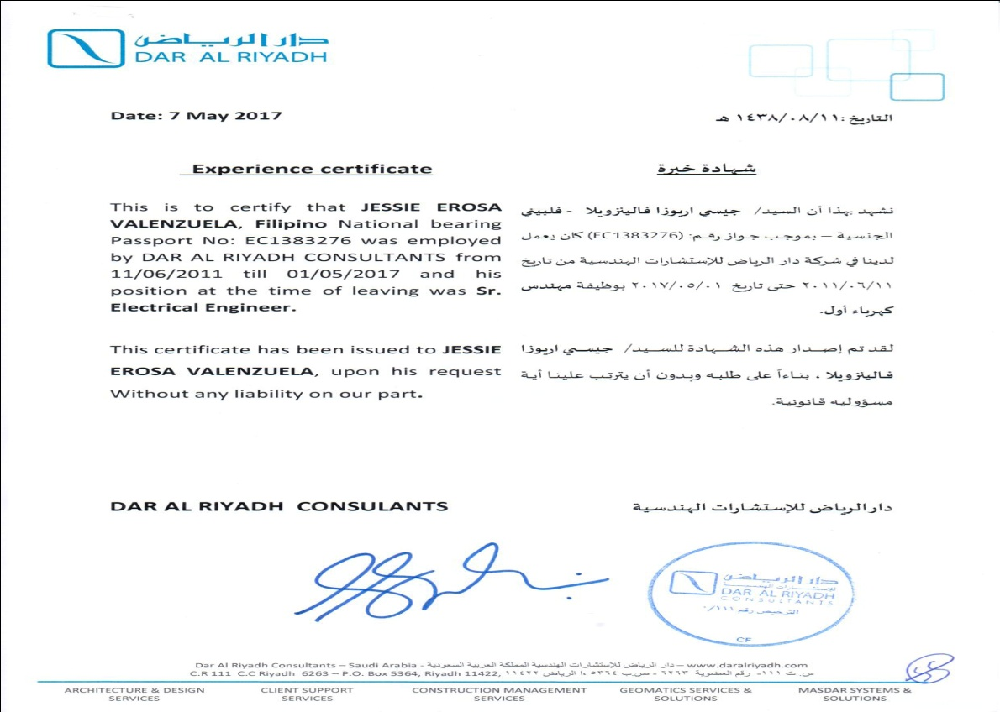 دار الرياض
DAR AL RIYADH
Date: 7 May 2017
التاريخ :١٤٣٨/٠٨/١١ هـ
Experience certificate
شهادة خبرة
This is to certify that JESSIE EROSA
VALENZUELA, Filipino National bearing
Passport No: EC1383276 was employed
by DAR AL RIYADH CONSULTANTS from
11/06/2011 till 01/05/2017 and his
position at the time of leaving was Sr.
Electrical Engineer.
نشهد بهذا أن السيد/ جيسي اريوزا فالينزويلا - فلبيني
الجنسية – بموجب جواز رقم: (EC1383276) كان يعمل
لدينا في شركة دار الرياض للإستشارات الهندسية من تاريخ
٢٠١١/٠٦/١١ حتى تاريخ ٢٠١٧/٠٥/٠١ بوظيفة مهندس
كهرباء أول.
This certificate has been issued to JESSIE
EROSA VALENZUELA, upon his request
Without any liability on our part.
لقد تم إصدار هذه الشهادة للسيد/ جيسي اريوزا
فالينزويلا ، بناءاً على طلبه وبدون أن يترتب علينا أية
مسؤوليه قانونية.
DAR AL RIYADH CONSULANTS
دار الرياض للإستشارات الهندسية
دار الرياض
للإستشارات الهندسية
DAR AL RIYADH
CONSULTANTS
الترخيص رقم ٠/١١١
CF
Dar Al Riyadh Consultants – Saudi Arabia - دار الرياض للإستشارات الهندسية المملكة العربية السعودية – www.daralriyadh.com
C.R 111 C.C Riyadh 6263 – P.O. Box 5364, Riyadh 11422, س.ت ١١١- رقم العضوية ٦٢٦٣ - ص.ب ٥٣٦٤ الرياض ١١٤٢٢
ARCHITECTURE & DESIGN SERVICES
CLIENT SUPPORT SERVICES
CONSTRUCTION MANAGEMENT SERVICES
GEOMATICS SERVICES & SOLUTIONS
MASDAR SYSTEMS & SOLUTIONS